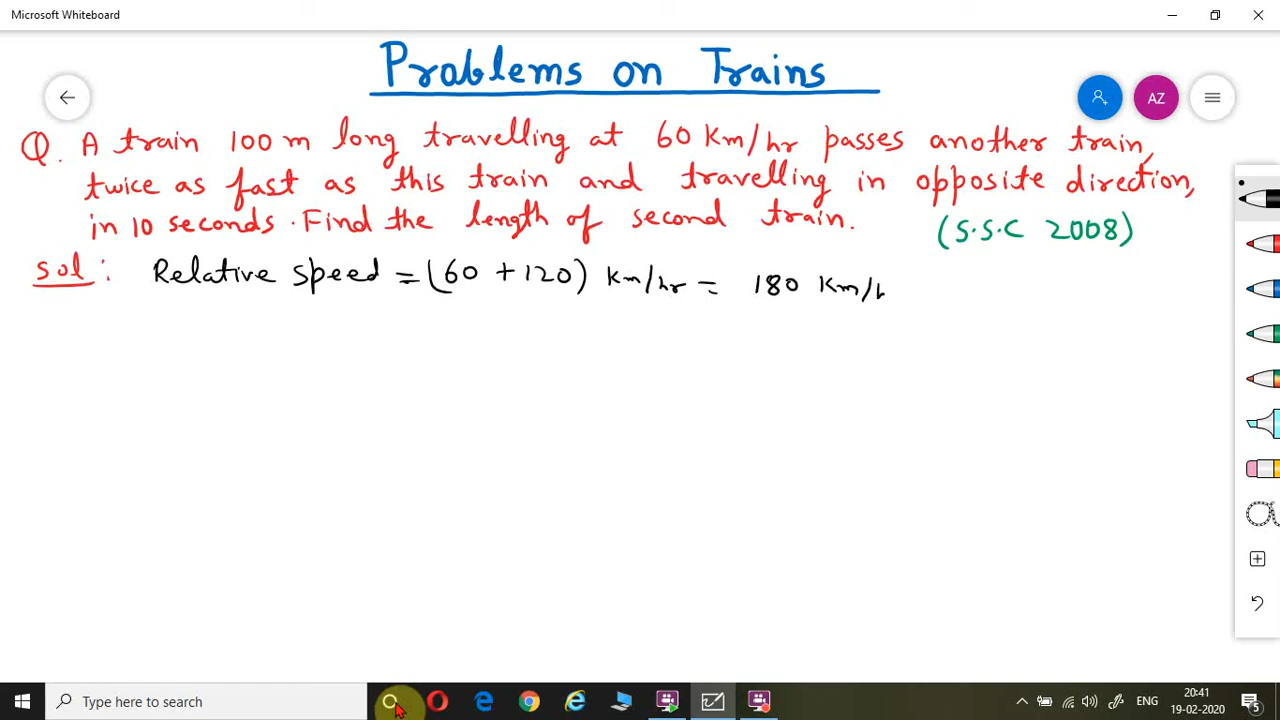 Microsoft Whiteboard
Problems on Trains
AZ
Q. A train 100 m long travelling at 60 Km/hr passes another train,
twice as fast as this train and travelling in opposite direction,
in 10 seconds. Find the length of second train. (S.S.C 2008)
Sol: Relative speed = (60 + 120) Km/hr = 180 Km/h
Type here to search
ENG
20:41
19-02-2020
5